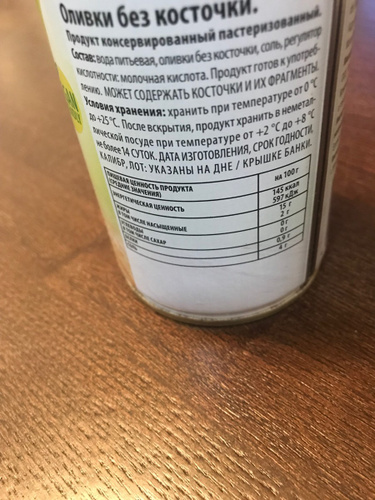 Оливки без косточки.
Продукт консервированный пастеризованный.
Состав: вода питьевая, оливки без косточки, соль, регулятор
кислотности: молочная кислота. Продукт готов к употреб-
лению. МОЖЕТ СОДЕРЖАТЬ КОСТОЧКИ И ИХ ФРАГМЕНТЫ.
Условия хранения: хранить при температуре от 0 °С
до +25 °С. После вскрытия, продукт хранить в неметал-
лической посуде при температуре от +2 °С до +8 °С
не более 14 СУТОК. ДАТА ИЗГОТОВЛЕНИЯ, СРОК ГОДНОСТИ,
КАЛИБР, ЛОТ: УКАЗАНЫ НА ДНЕ / КРЫШКЕ БАНКИ.
ПИЩЕВАЯ ЦЕННОСТЬ ПРОДУКТА
(СРЕДНИЕ ЗНАЧЕНИЯ) НА 100 г
ЭНЕРГЕТИЧЕСКАЯ ЦЕННОСТЬ 145 ккал
597 кДж
ЖИРЫ 15 г
В ТОМ ЧИСЛЕ НАСЫЩЕННЫЕ 2 г
УГЛЕВОДЫ 0 г
В ТОМ ЧИСЛЕ САХАР 0 г
БЕЛКИ 0,9 г
СОЛЬ 4 г